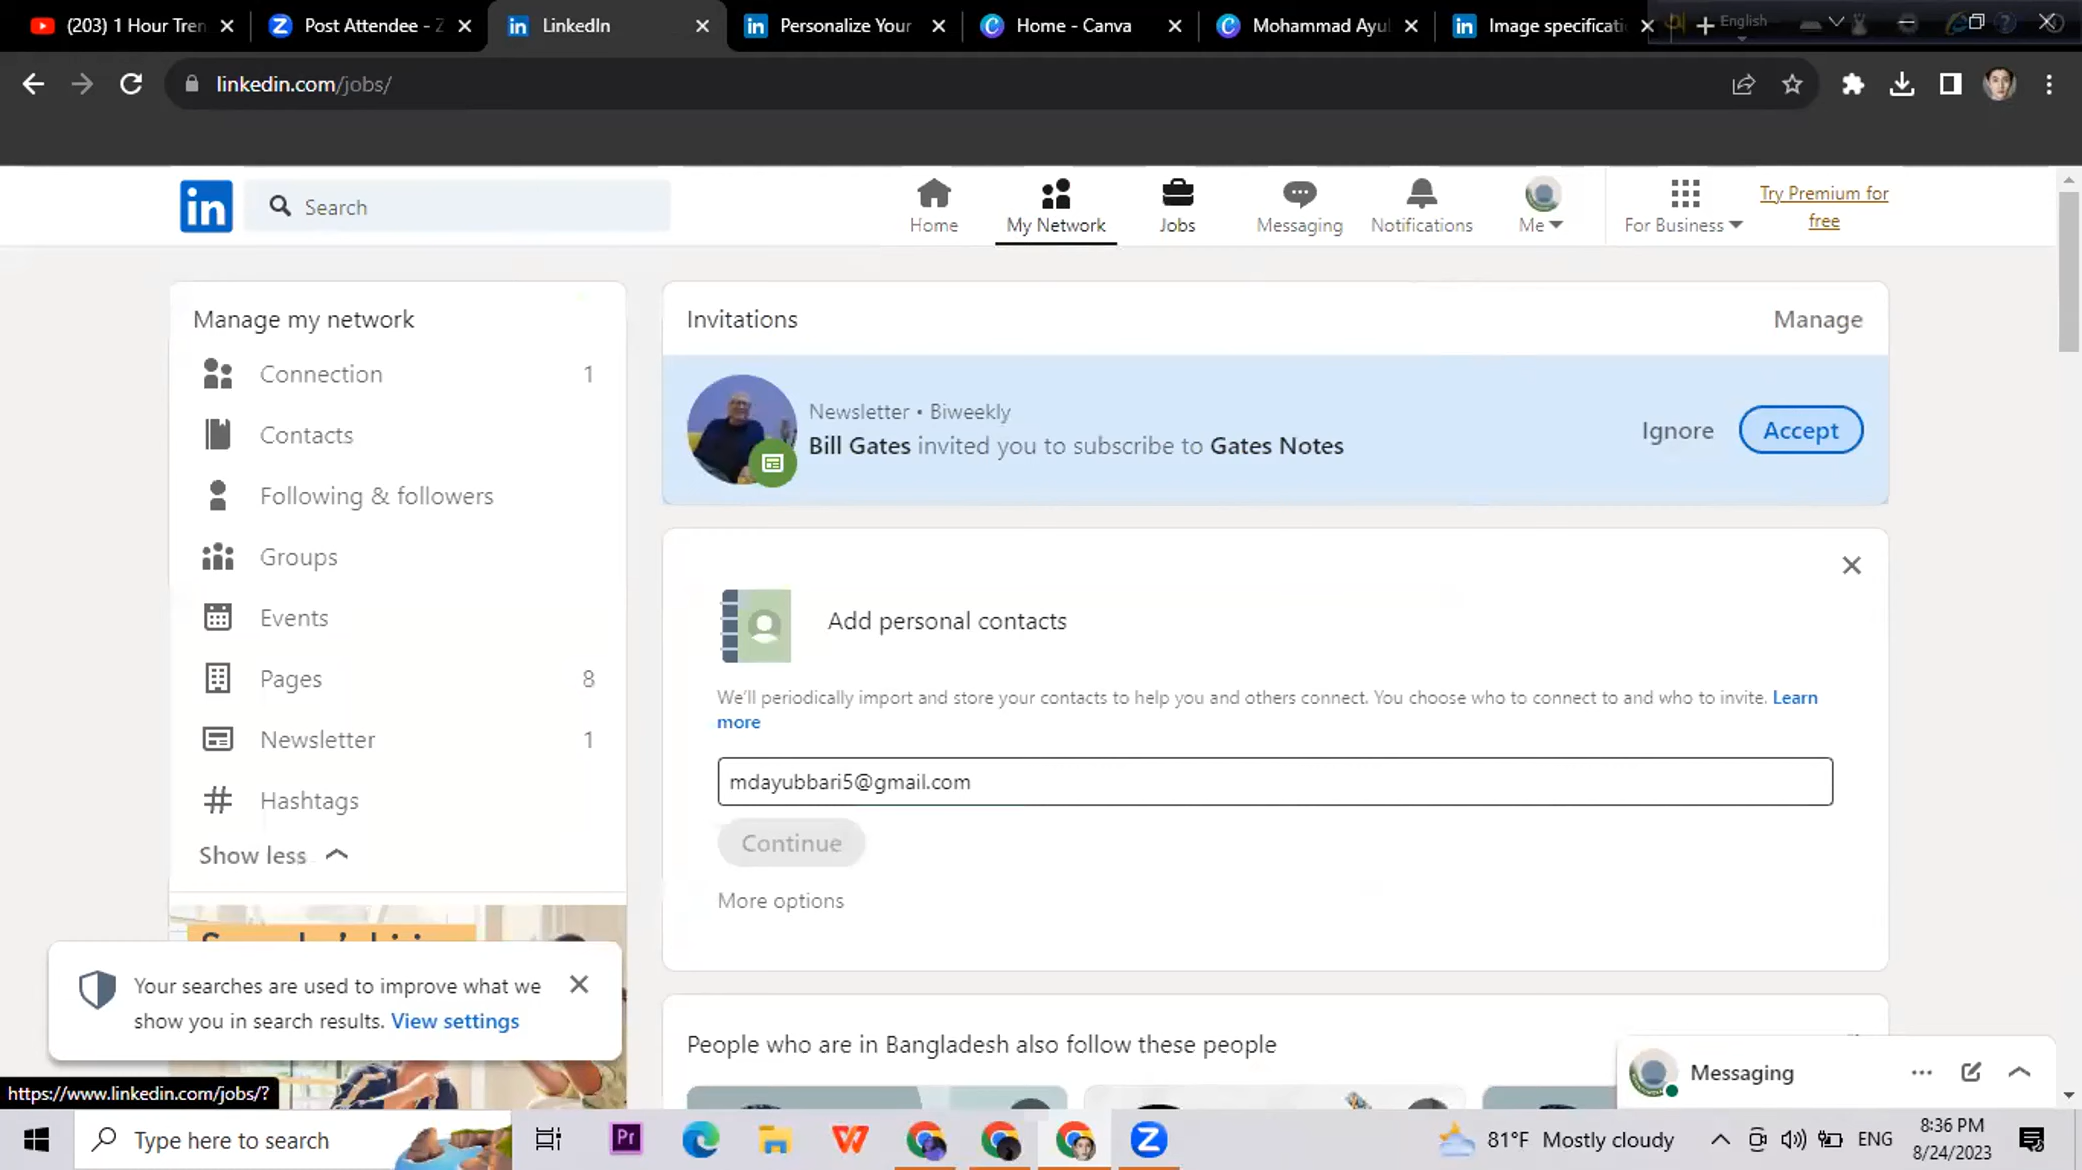 (203) 1 Hour Tren
Post Attendee - Z
LinkedIn
Personalize Your
Home - Canva
Mohammad Ayul
Image specificati
English
linkedin.com/jobs/
in
Search
Home
My Network
Jobs
Messaging
Notifications
Me
For Business
Try Premium for
free
Manage my network
Connection 1
Contacts
Following & followers
Groups
Events
Pages 8
Newsletter 1
Hashtags
Show less
Invitations
Manage
Newsletter • Biweekly
Bill Gates invited you to subscribe to Gates Notes
Ignore
Accept
Add personal contacts
We'll periodically import and store your contacts to help you and others connect. You choose who to connect to and who to invite. Learn
more
mdayubbari5@gmail.com
Continue
More options
Your searches are used to improve what we
show you in search results. View settings
People who are in Bangladesh also follow these people
Messaging
https://www.linkedin.com/jobs/?
Type here to search
81°F Mostly cloudy
ENG
8:36 PM
8/24/2023